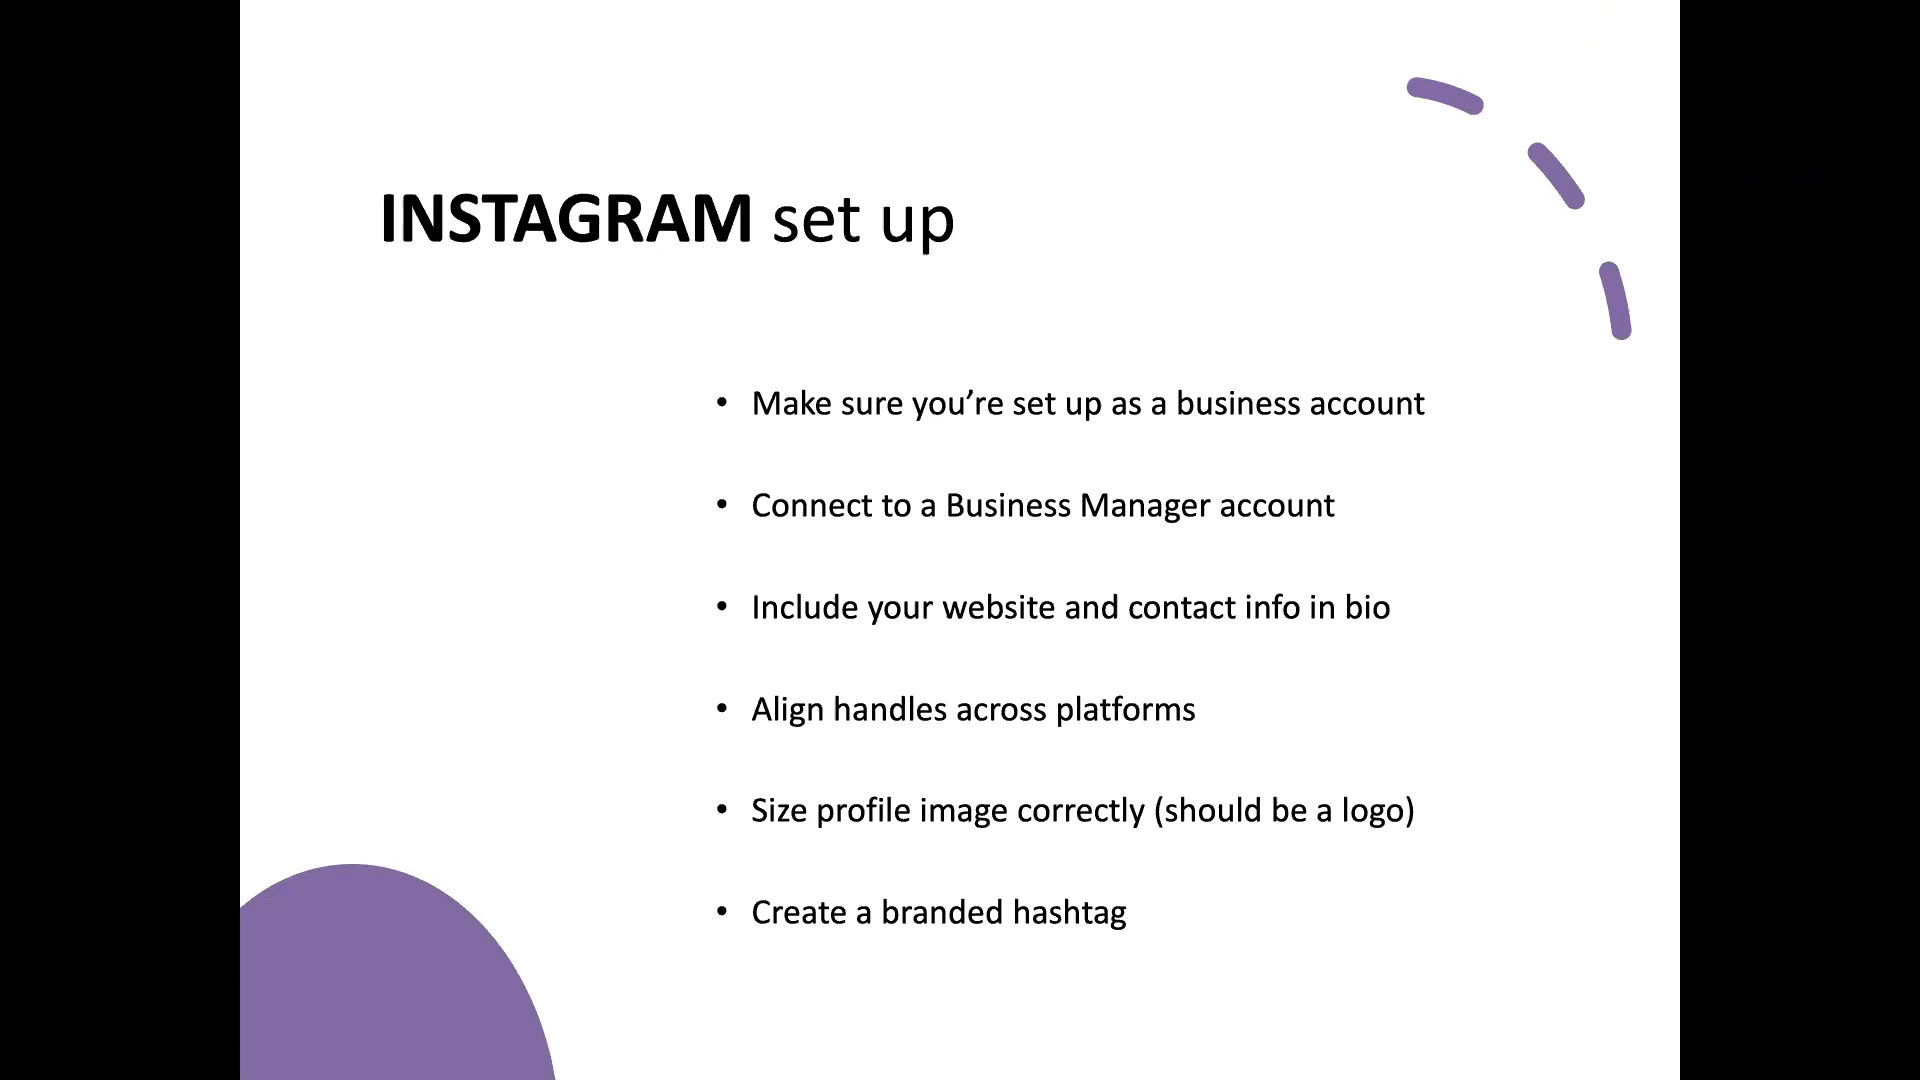 INSTAGRAM set up
• Make sure you’re set up as a business account
• Connect to a Business Manager account
• Include your website and contact info in bio
• Align handles across platforms
• Size profile image correctly (should be a logo)
• Create a branded hashtag